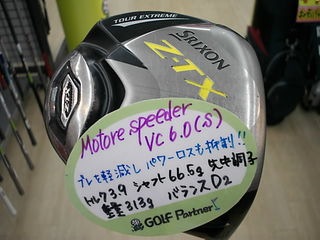 TOUR EXTREME
SRIXON
Z-TX
Motore speeder
VC 6.0 (S)
ブレを軽減し パワーロスも抑制!!
トルク3.9 シャフト66.5g 先中調子
総重313g バランスD2
GOLF Partner